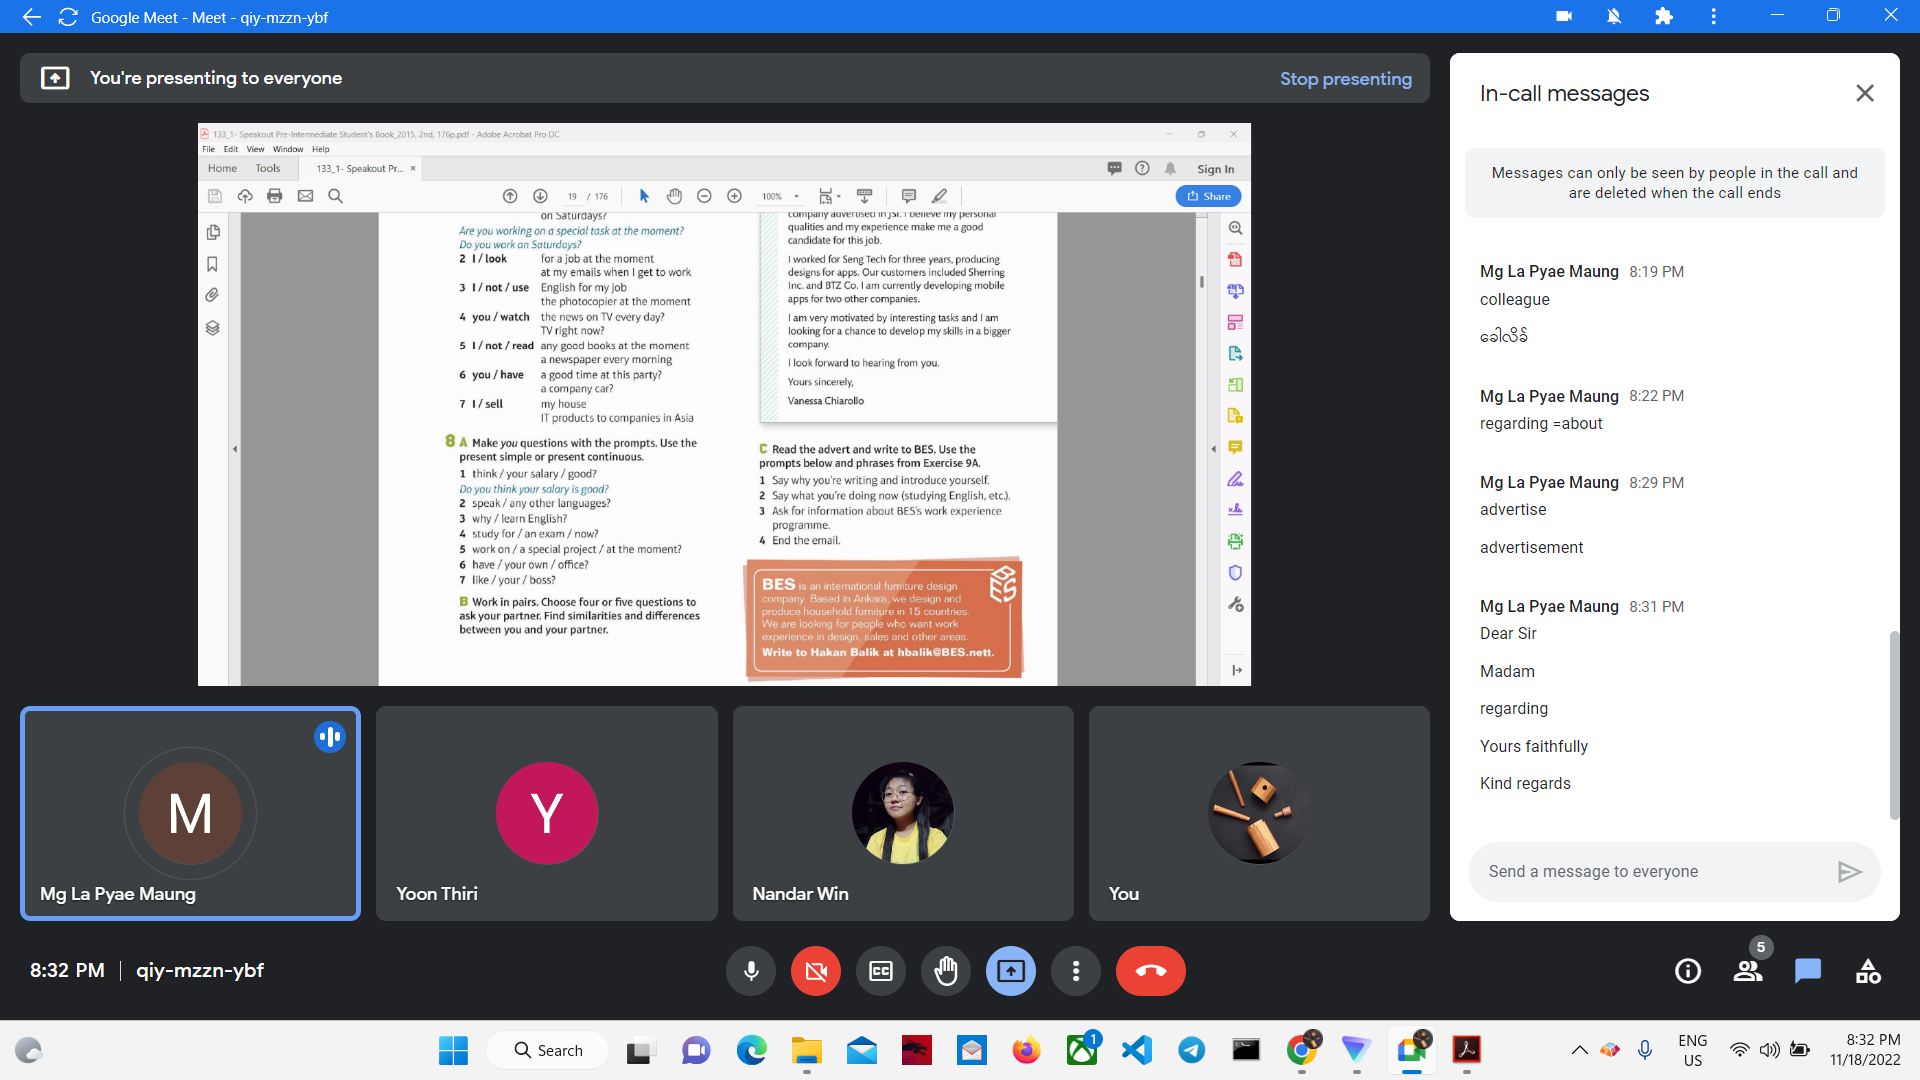 Google Meet - Meet - qiy-mzzn-ybf
You're presenting to everyone
Stop presenting
133_1- Speakout Pre-Intermediate Student's Book_2015, 2nd, 176p.pdf - Adobe Acrobat Pro DC
File Edit View Window Help
Home Tools 133_1- Speakout Pr... ×
Sign In
19 / 176
100%
Share
on Saturdays?
Are you working on a special task at the moment?
Do you work on Saturdays?
2 I / look for a job at the moment
at my emails when I get to work
3 I / not / use English for my job
the photocopier at the moment
4 you / watch the news on TV every day?
TV right now?
5 I / not / read any good books at the moment
a newspaper every morning
6 you / have a good time at this party?
a company car?
7 I / sell my house
IT products to companies in Asia
8 A Make you questions with the prompts. Use the
present simple or present continuous.
1 think / your salary / good?
Do you think your salary is good?
2 speak / any other languages?
3 why / learn English?
4 study for / an exam / now?
5 work on / a special project / at the moment?
6 have / your own / office?
7 like / your / boss?
B Work in pairs. Choose four or five questions to
ask your partner. Find similarities and differences
between you and your partner.
company advertised in JSI. I believe my personal
qualities and my experience make me a good
candidate for this job.
I worked for Seng Tech for three years, producing
designs for apps. Our customers included Sherring
Inc. and BTZ Co. I am currently developing mobile
apps for two other companies.
I am very motivated by interesting tasks and I am
looking for a chance to develop my skills in a bigger
company.
I look forward to hearing from you.
Yours sincerely,
Vanessa Chiarollo
C Read the advert and write to BES. Use the
prompts below and phrases from Exercise 9A.
1 Say why you're writing and introduce yourself.
2 Say what you're doing now (studying English, etc.).
3 Ask for information about BES's work experience
programme.
4 End the email.
BES is an international furniture design
company. Based in Ankara, we design and
produce household furniture in 15 countries.
We are looking for people who want work
experience in design, sales and other areas.
Write to Hakan Balik at hbalik@BES.nett.
BES
M
Mg La Pyae Maung
Y
Yoon Thiri
Nandar Win
You
In-call messages
Messages can only be seen by people in the call and
are deleted when the call ends
Mg La Pyae Maung 8:19 PM
colleague
ခေါလိခ်
Mg La Pyae Maung 8:22 PM
regarding =about
Mg La Pyae Maung 8:29 PM
advertise
advertisement
Mg La Pyae Maung 8:31 PM
Dear Sir
Madam
regarding
Yours faithfully
Kind regards
Send a message to everyone
8:32 PM | qiy-mzzn-ybf
CC
5
Search
1
ENG
US
8:32 PM
11/18/2022